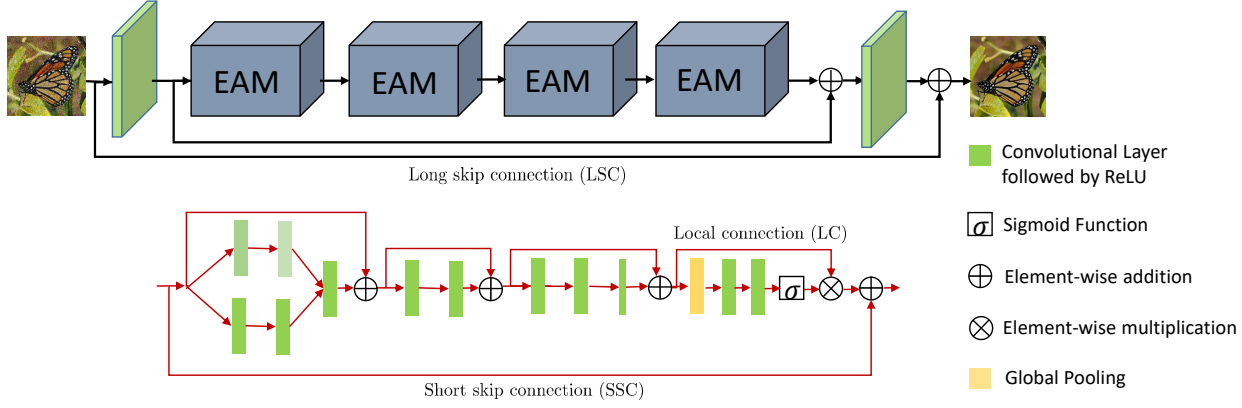 EAM
EAM
EAM
EAM
Long skip connection (LSC)
Convolutional Layer
followed by ReLU
σ Sigmoid Function
Element-wise addition
Element-wise multiplication
Global Pooling
Local connection (LC)
σ
Short skip connection (SSC)